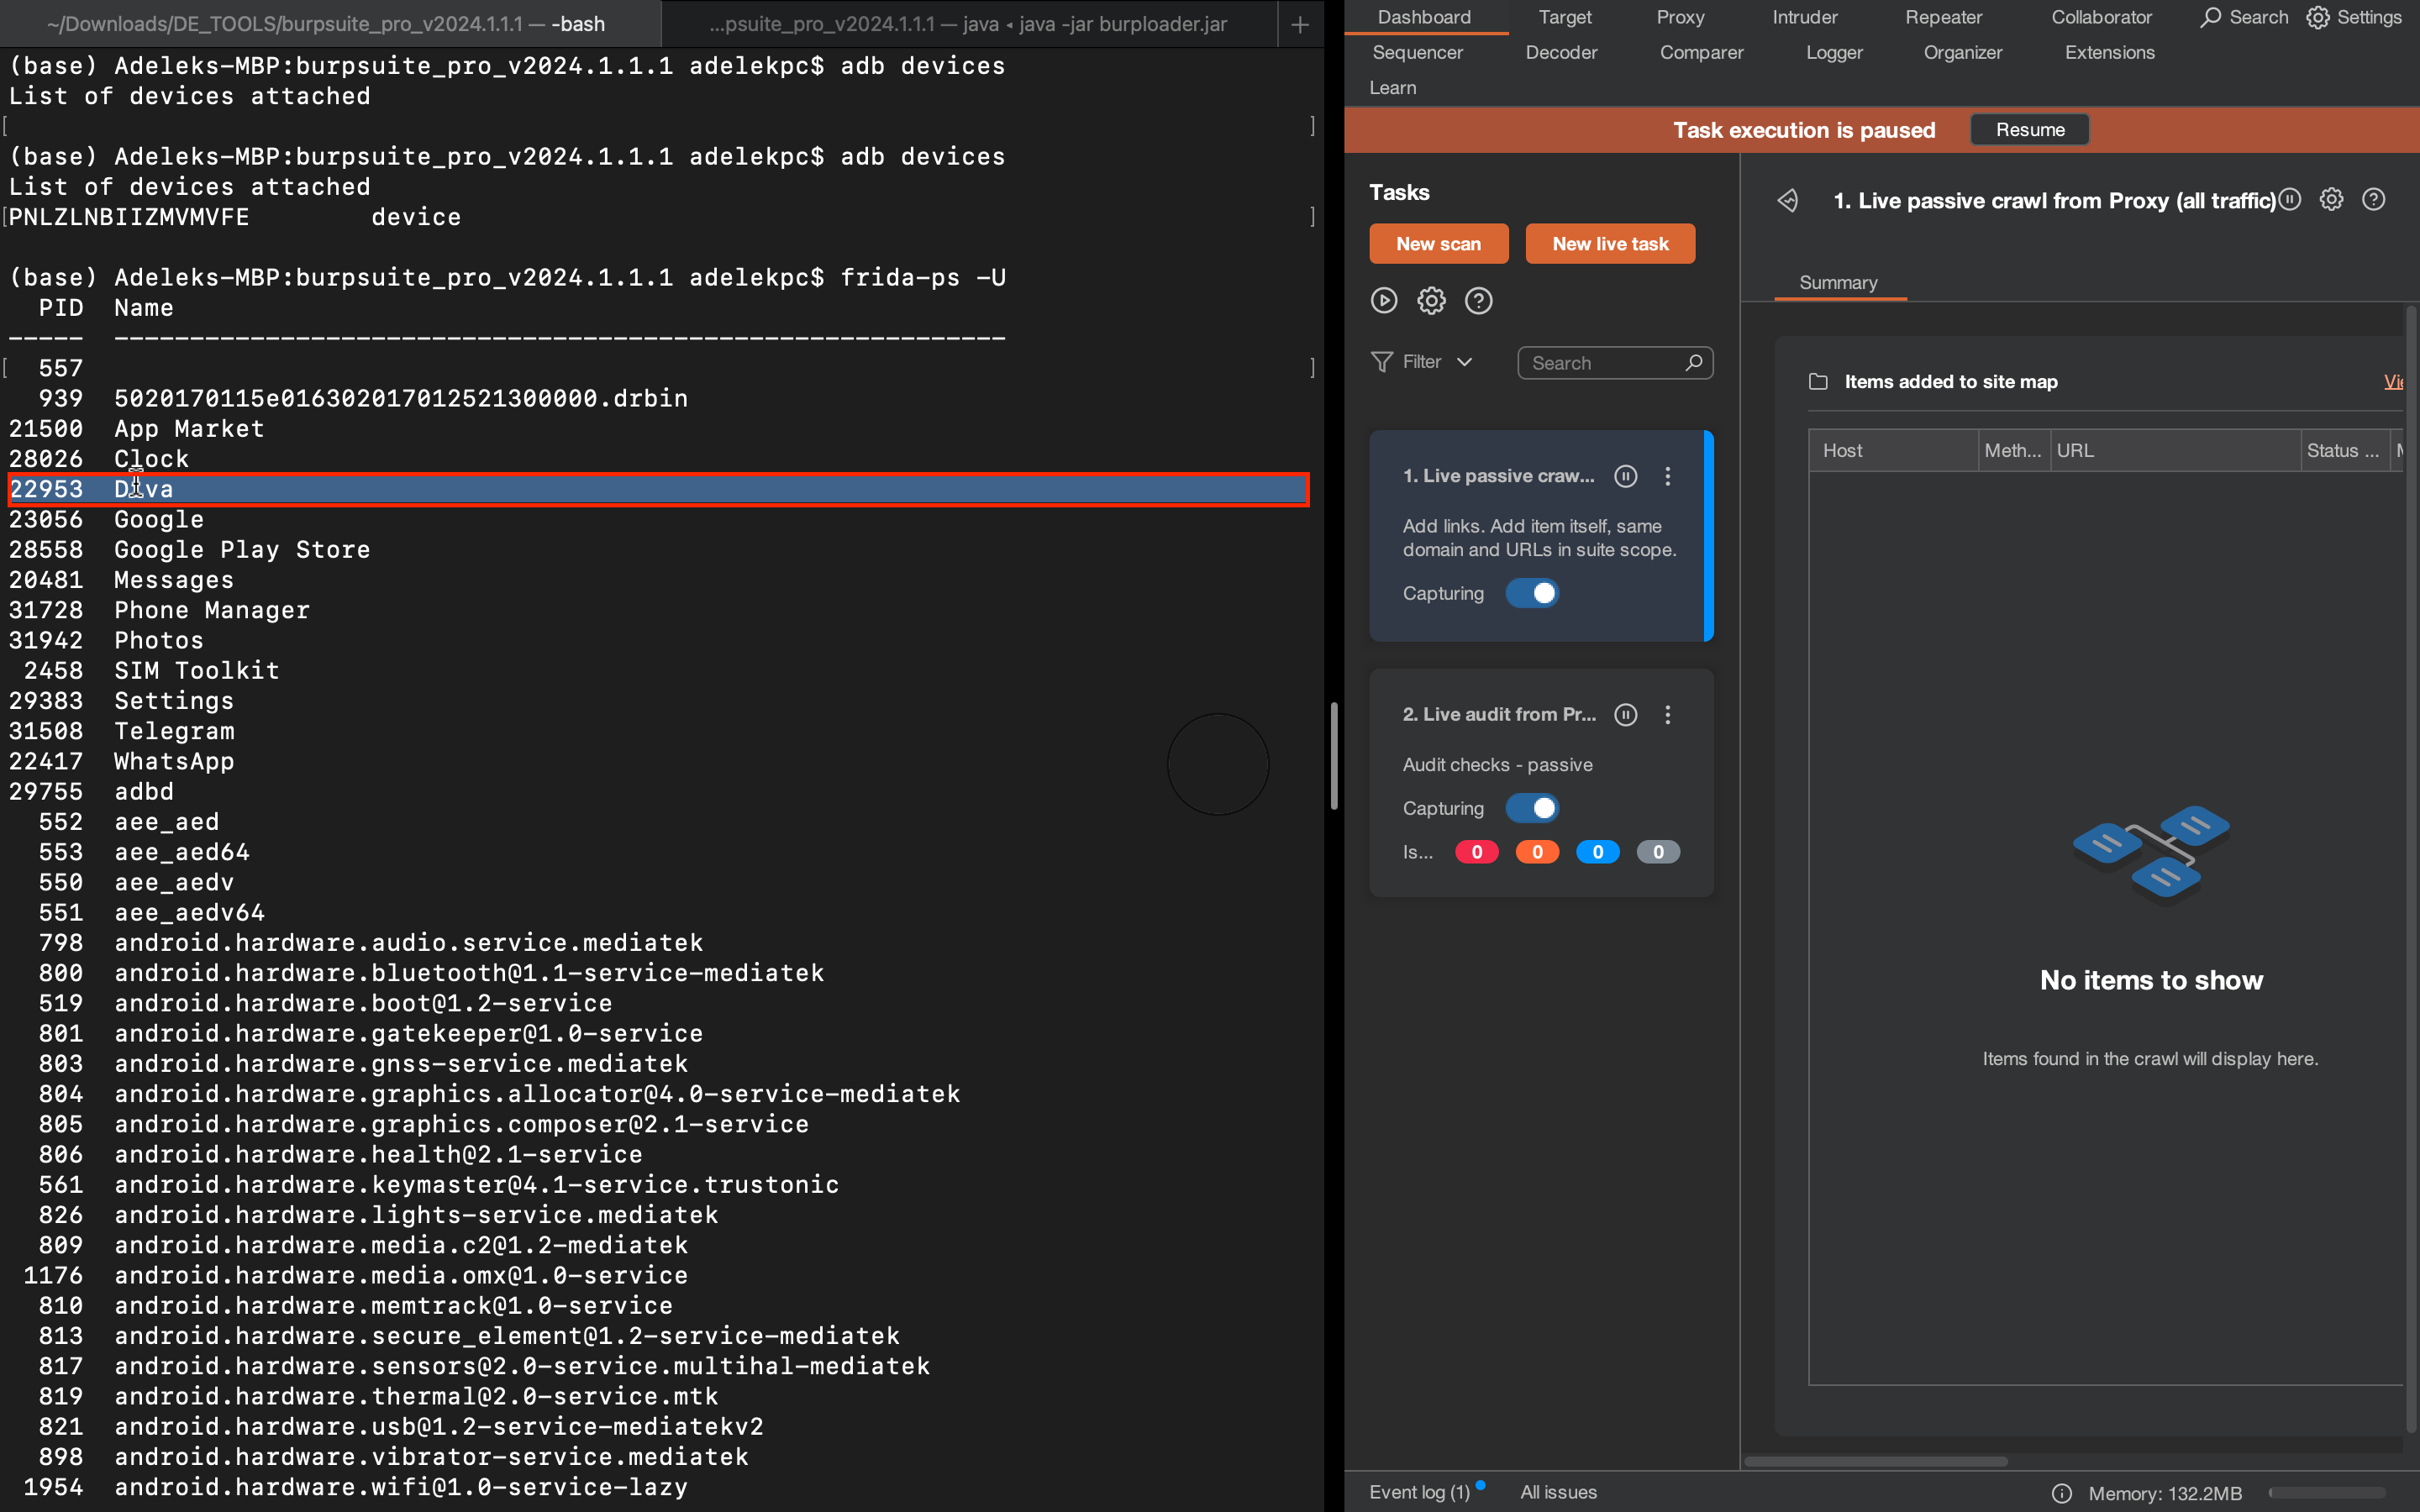 ~/Downloads/DE_TOOLS/burpsuite_pro_v2024.1.1.1 — -bash
...psuite_pro_v2024.1.1.1 — java ◂ java -jar burploader.jar
+
(base) Adeleks-MBP:burpsuite_pro_v2024.1.1.1 adelekpc$ adb devices
List of devices attached
[ ]
(base) Adeleks-MBP:burpsuite_pro_v2024.1.1.1 adelekpc$ adb devices
List of devices attached
[PNLZLNBIIZMVMVFE device ]
(base) Adeleks-MBP:burpsuite_pro_v2024.1.1.1 adelekpc$ frida-ps -U
PID Name
----- -----------------------------------------------------------
[ 557 ]
939 5020170115e016302017012521300000.drbin
21500 App Market
28026 Clock
22953 Diva
23056 Google
28558 Google Play Store
20481 Messages
31728 Phone Manager
31942 Photos
2458 SIM Toolkit
29383 Settings
31508 Telegram
22417 WhatsApp
29755 adbd
552 aee_aed
553 aee_aed64
550 aee_aedv
551 aee_aedv64
798 android.hardware.audio.service.mediatek
800 android.hardware.bluetooth@1.1-service-mediatek
519 android.hardware.boot@1.2-service
801 android.hardware.gatekeeper@1.0-service
803 android.hardware.gnss-service.mediatek
804 android.hardware.graphics.allocator@4.0-service-mediatek
805 android.hardware.graphics.composer@2.1-service
806 android.hardware.health@2.1-service
561 android.hardware.keymaster@4.1-service.trustonic
826 android.hardware.lights-service.mediatek
809 android.hardware.media.c2@1.2-mediatek
1176 android.hardware.media.omx@1.0-service
810 android.hardware.memtrack@1.0-service
813 android.hardware.secure_element@1.2-service-mediatek
817 android.hardware.sensors@2.0-service.multihal-mediatek
819 android.hardware.thermal@2.0-service.mtk
821 android.hardware.usb@1.2-service-mediatekv2
898 android.hardware.vibrator-service.mediatek
1954 android.hardware.wifi@1.0-service-lazy
Dashboard Target Proxy Intruder Repeater Collaborator Search Settings
Sequencer Decoder Comparer Logger Organizer Extensions
Learn
Task execution is paused Resume
Tasks
New scan New live task
Filter Search
1. Live passive craw...
Add links. Add item itself, same
domain and URLs in suite scope.
Capturing
2. Live audit from Pr...
Audit checks - passive
Capturing
Is... 0 0 0 0
1. Live passive crawl from Proxy (all traffic)
Summary
Items added to site map
Host Meth... URL Status ...
No items to show
Items found in the crawl will display here.
Event log (1) All issues
Memory: 132.2MB